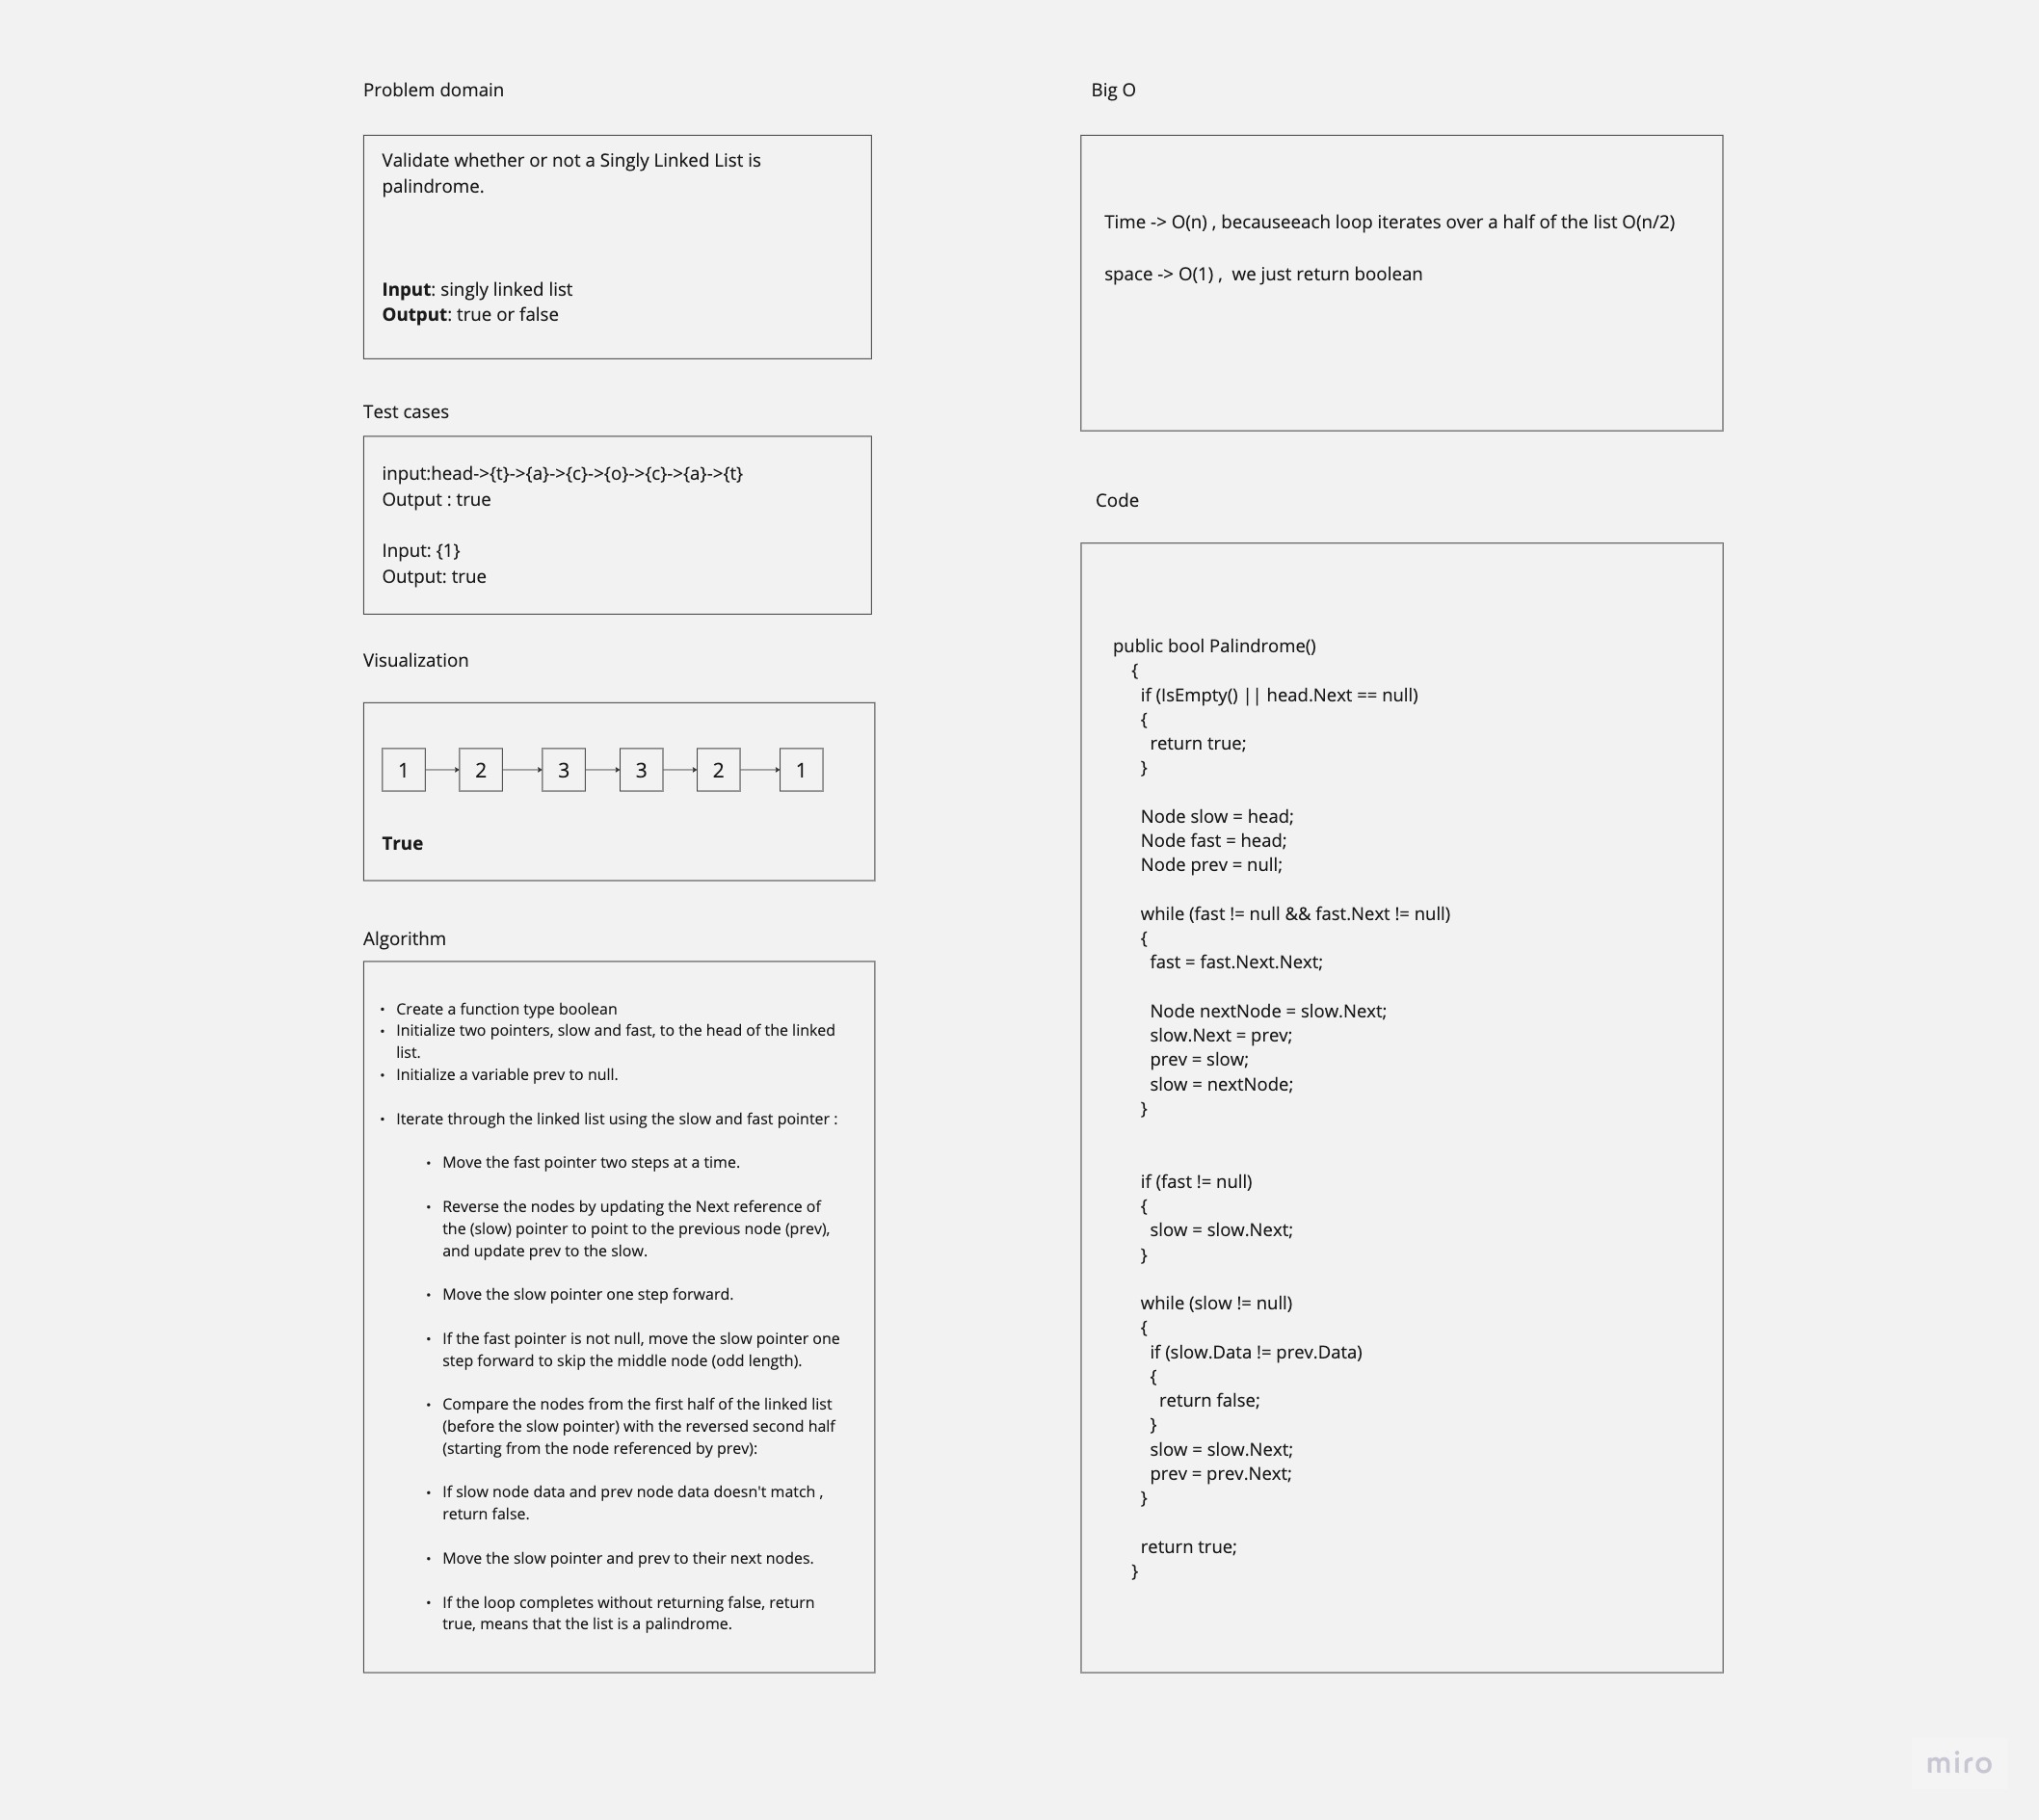 Problem domain
Validate whether or not a Singly Linked List is
palindrome.
Input: singly linked list
Output: true or false
Test cases
input:head->{t}->{a}->{c}->{o}->{c}->{a}->{t}
Output : true
Input: {1}
Output: true
Visualization
1 2 3 3 2 1
True
Algorithm
• Create a function type boolean
• Initialize two pointers, slow and fast, to the head of the linked
list.
• Initialize a variable prev to null.
• Iterate through the linked list using the slow and fast pointer :
• Move the fast pointer two steps at a time.
• Reverse the nodes by updating the Next reference of
the (slow) pointer to point to the previous node (prev),
and update prev to the slow.
• Move the slow pointer one step forward.
• If the fast pointer is not null, move the slow pointer one
step forward to skip the middle node (odd length).
• Compare the nodes from the first half of the linked list
(before the slow pointer) with the reversed second half
(starting from the node referenced by prev):
• If slow node data and prev node data doesn't match ,
return false.
• Move the slow pointer and prev to their next nodes.
• If the loop completes without returning false, return
true, means that the list is a palindrome.
Big O
Time -> O(n) , becauseeach loop iterates over a half of the list O(n/2)
space -> O(1) ,  we just return boolean
Code
public bool Palindrome()
{
if (IsEmpty() || head.Next == null)
{
return true;
}
Node slow = head;
Node fast = head;
Node prev = null;
while (fast != null && fast.Next != null)
{
fast = fast.Next.Next;
Node nextNode = slow.Next;
slow.Next = prev;
prev = slow;
slow = nextNode;
}
if (fast != null)
{
slow = slow.Next;
}
while (slow != null)
{
if (slow.Data != prev.Data)
{
return false;
}
slow = slow.Next;
prev = prev.Next;
}
return true;
}
miro